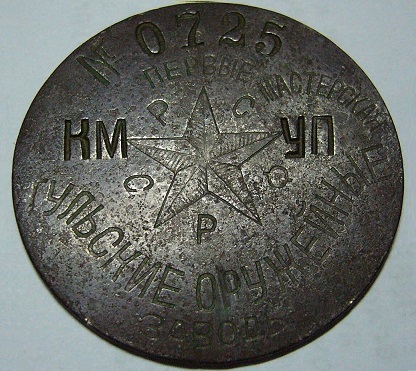 № 0725
ПЕРВЫЕ МАСТЕРСКИЕ
КМ УП
Р С Ф С Р
ТУЛЬСКИЕ ОРУЖЕЙНЫЕ
ЗАВОДЫ